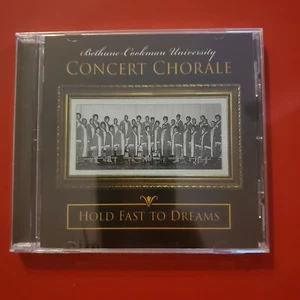 Bethune-Cookman University
CONCERT CHORALE
HOLD FAST TO DREAMS